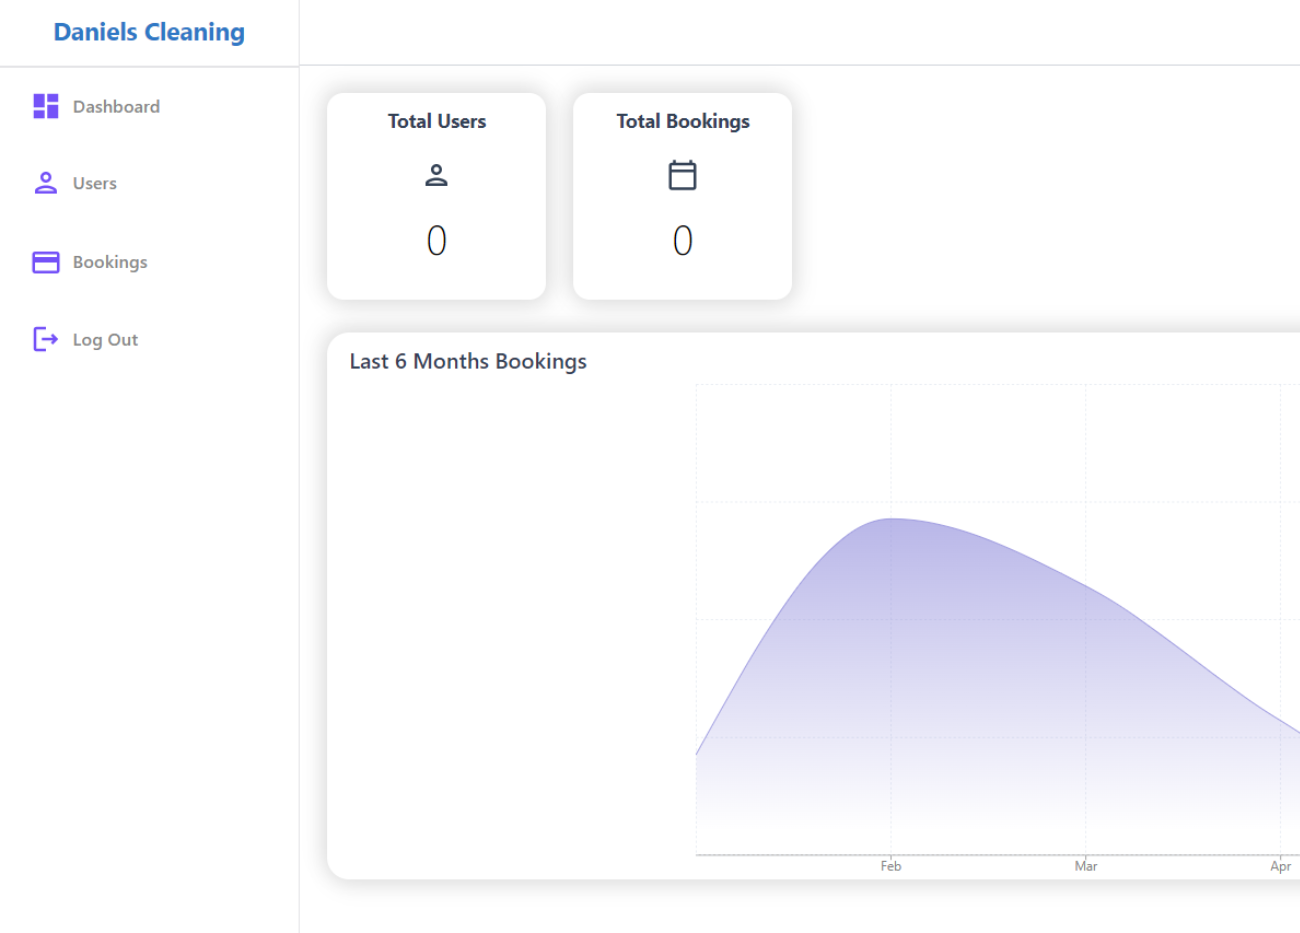 Daniels Cleaning
Dashboard
Users
Bookings
Log Out
Total Users
0
Total Bookings
0
Last 6 Months Bookings
Feb
Mar
Apr